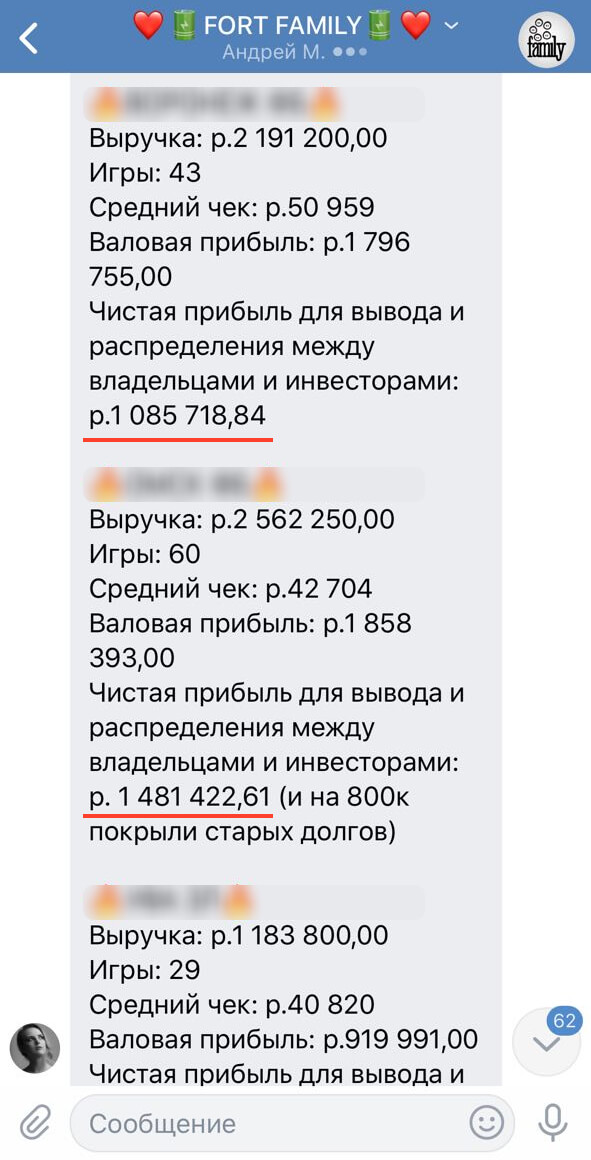 FORT FAMILY
Андрей М.
family
Выручка: р.2 191 200,00
Игры: 43
Средний чек: р.50 959
Валовая прибыль: р.1 796
755,00
Чистая прибыль для вывода и
распределения между
владельцами и инвесторами:
р.1 085 718,84
Выручка: р.2 562 250,00
Игры: 60
Средний чек: р.42 704
Валовая прибыль: р.1 858
393,00
Чистая прибыль для вывода и
распределения между
владельцами и инвесторами:
р. 1 481 422,61 (и на 800к
покрыли старых долгов)
Выручка: р.1 183 800,00
Игры: 29
Средний чек: р.40 820
Валовая прибыль: р.919 991,00
Чистая прибыль для вывода и
62
Сообщение